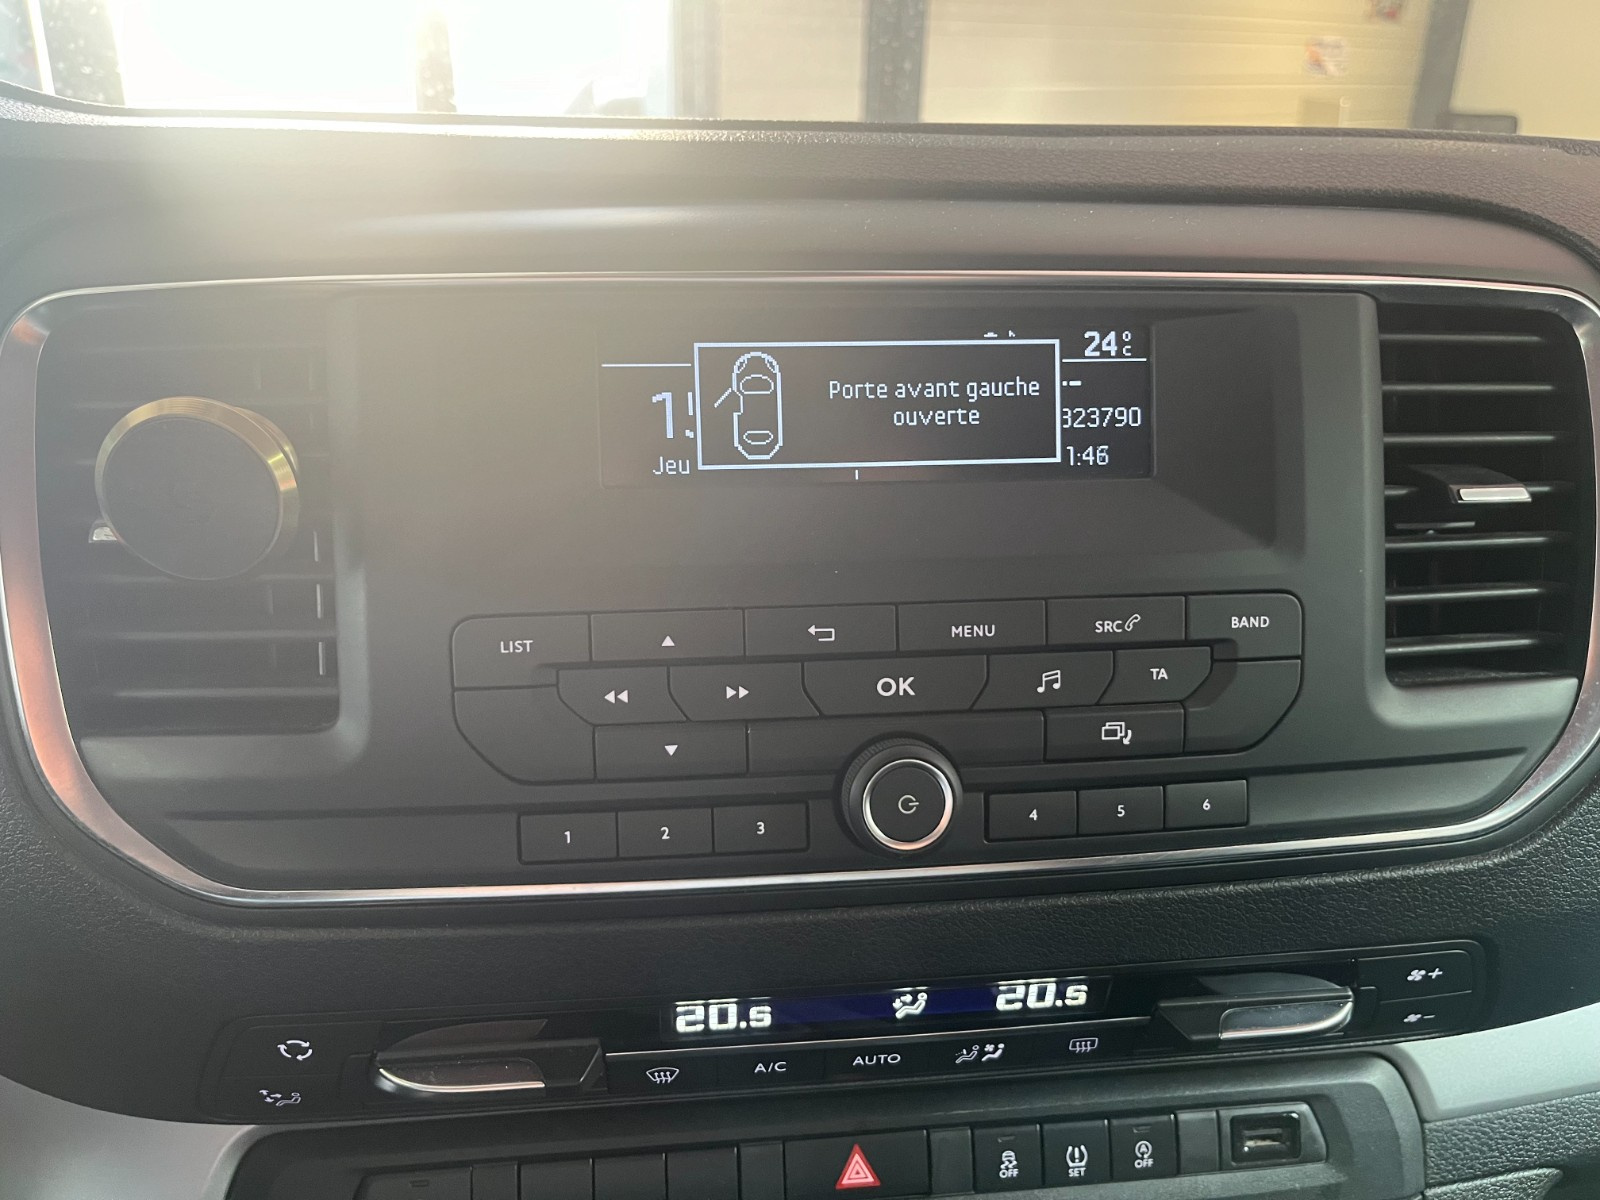 24°c
Porte avant gauche
ouverte
323790
Jeu
1:46
LIST
MENU
SRC
BAND
OK
TA
1
2
3
4
5
6
20.5
20.5
A/C
AUTO
OFF
SET
OFF